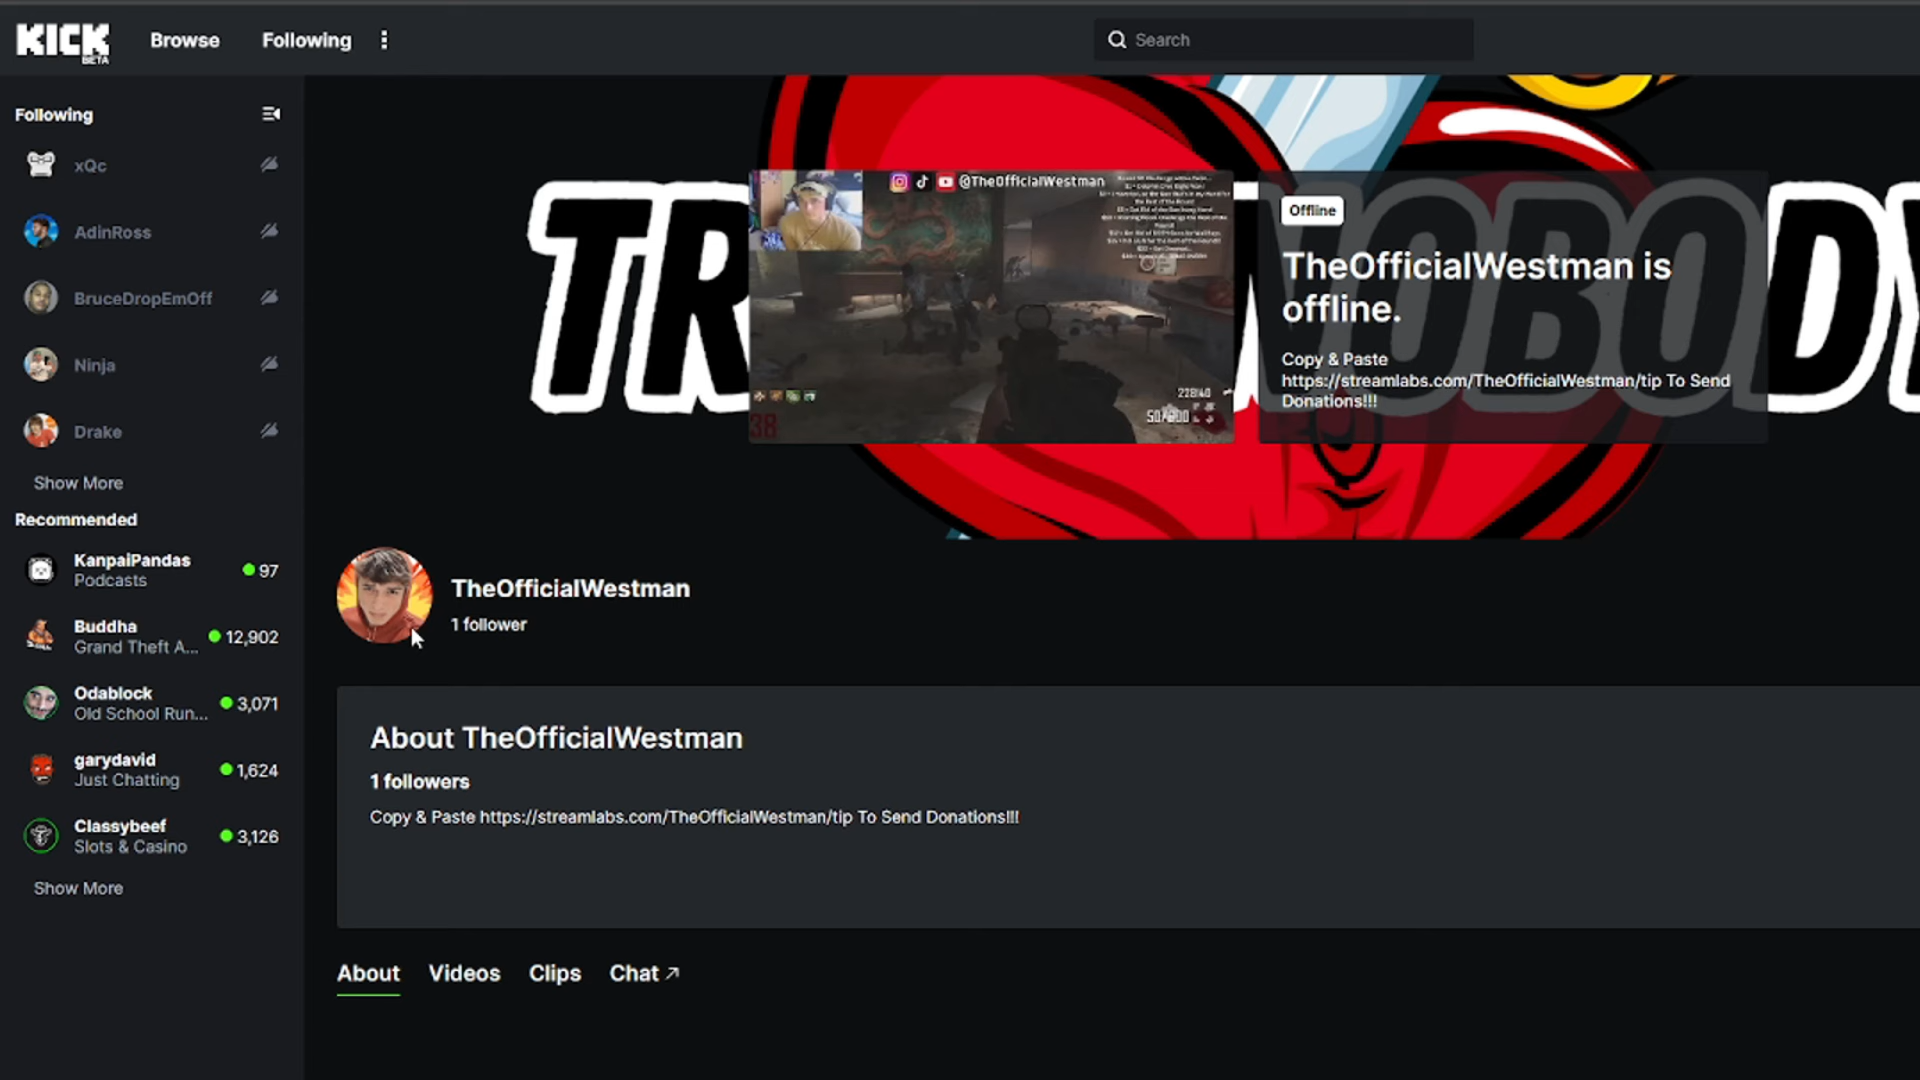 KICK
BETA
Browse
Following
Search
Following
xQc
AdinRoss
BruceDropEmOff
Ninja
Drake
Show More
Recommended
KanpaiPandas
Podcasts
97
Buddha
Grand Theft A...
12,902
Odablock
Old School Run...
3,071
garydavid
Just Chatting
1,624
Classybeef
Slots & Casino
3,126
Show More
@TheOfficialWestman
38
Offline
TheOfficialWestman is
offline.
Copy & Paste
https://streamlabs.com/TheOfficialWestman/tip To Send
Donations!!!
TheOfficialWestman
1 follower
About TheOfficialWestman
1 followers
Copy & Paste https://streamlabs.com/TheOfficialWestman/tip To Send Donations!!!
About
Videos
Clips
Chat